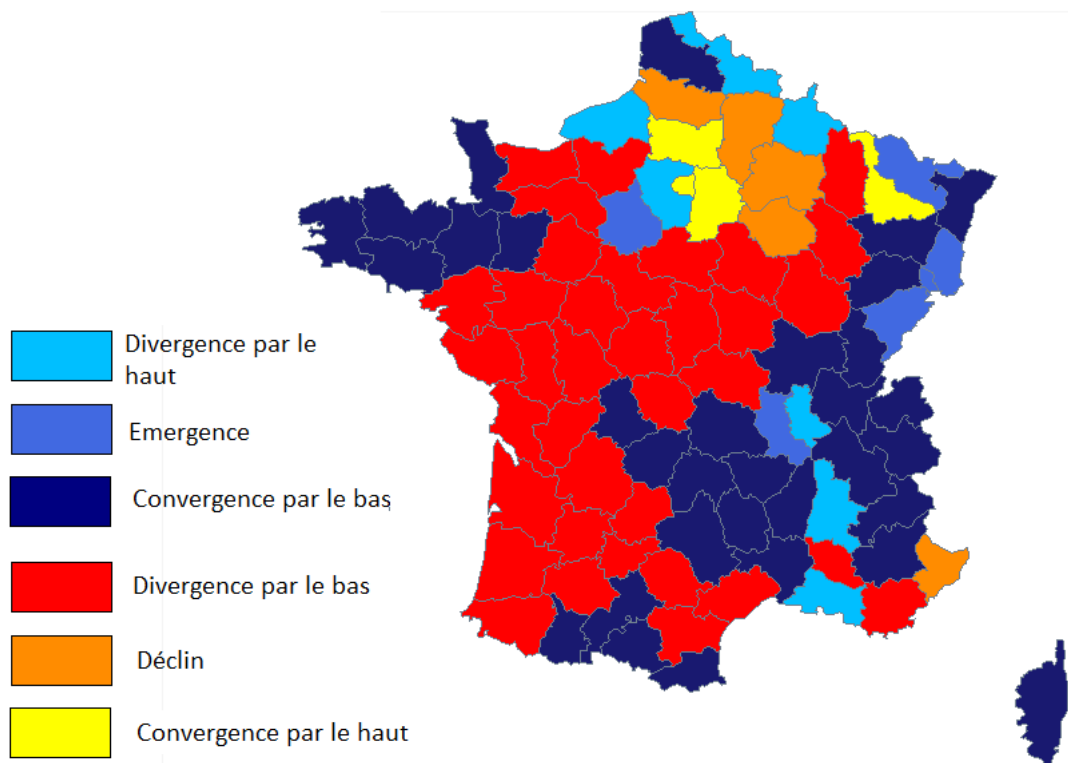 Divergence par le
haut
Emergence
Convergence par le bas
Divergence par le bas
Déclin
Convergence par le haut